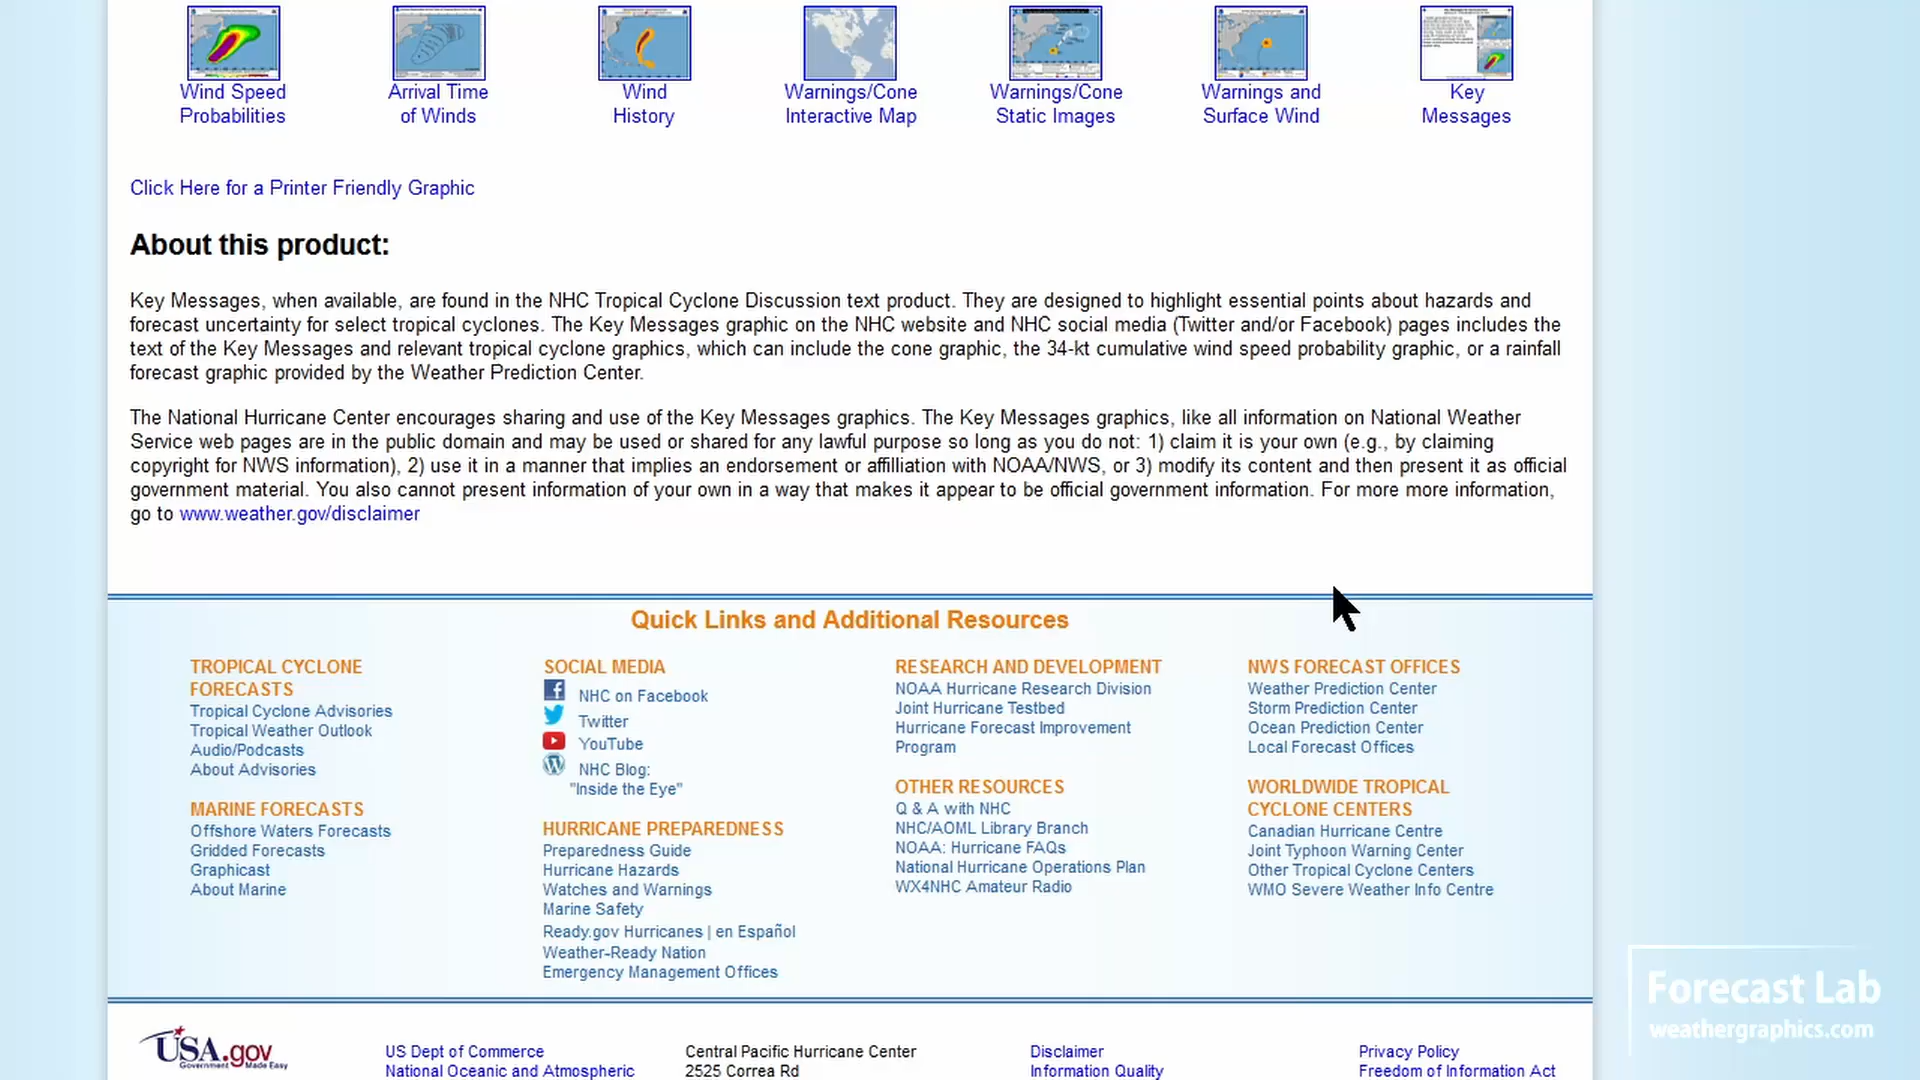 Wind Speed
Probabilities
Arrival Time
of Winds
Wind
History
Warnings/Cone
Interactive Map
Warnings/Cone
Static Images
Warnings and
Surface Wind
Key
Messages
Click Here for a Printer Friendly Graphic
About this product:
Key Messages, when available, are found in the NHC Tropical Cyclone Discussion text product. They are designed to highlight essential points about hazards and
forecast uncertainty for select tropical cyclones. The Key Messages graphic on the NHC website and NHC social media (Twitter and/or Facebook) pages includes the
text of the Key Messages and relevant tropical cyclone graphics, which can include the cone graphic, the 34-kt cumulative wind speed probability graphic, or a rainfall
forecast graphic provided by the Weather Prediction Center.
The National Hurricane Center encourages sharing and use of the Key Messages graphics. The Key Messages graphics, like all information on National Weather
Service web pages are in the public domain and may be used or shared for any lawful purpose so long as you do not: 1) claim it is your own (e.g., by claiming
copyright for NWS information), 2) use it in a manner that implies an endorsement or affilliation with NOAA/NWS, or 3) modify its content and then present it as official
government material. You also cannot present information of your own in a way that makes it appear to be official government information. For more more information,
go to www.weather.gov/disclaimer
Quick Links and Additional Resources
TROPICAL CYCLONE
FORECASTS
Tropical Cyclone Advisories
Tropical Weather Outlook
Audio/Podcasts
About Advisories
MARINE FORECASTS
Offshore Waters Forecasts
Gridded Forecasts
Graphicast
About Marine
SOCIAL MEDIA
NHC on Facebook
Twitter
YouTube
NHC Blog:
"Inside the Eye"
HURRICANE PREPAREDNESS
Preparedness Guide
Hurricane Hazards
Watches and Warnings
Marine Safety
Ready.gov Hurricanes | en Español
Weather-Ready Nation
Emergency Management Offices
RESEARCH AND DEVELOPMENT
NOAA Hurricane Research Division
Joint Hurricane Testbed
Hurricane Forecast Improvement
Program
OTHER RESOURCES
Q & A with NHC
NHC/AOML Library Branch
NOAA: Hurricane FAQs
National Hurricane Operations Plan
WX4NHC Amateur Radio
NWS FORECAST OFFICES
Weather Prediction Center
Storm Prediction Center
Ocean Prediction Center
Local Forecast Offices
WORLDWIDE TROPICAL
CYCLONE CENTERS
Canadian Hurricane Centre
Joint Typhoon Warning Center
Other Tropical Cyclone Centers
WMO Severe Weather Info Centre
USA.gov
Government Made Easy
US Dept of Commerce
National Oceanic and Atmospheric
Central Pacific Hurricane Center
2525 Correa Rd
Disclaimer
Information Quality
Privacy Policy
Freedom of Information Act
Forecast Lab
weathergraphics.com